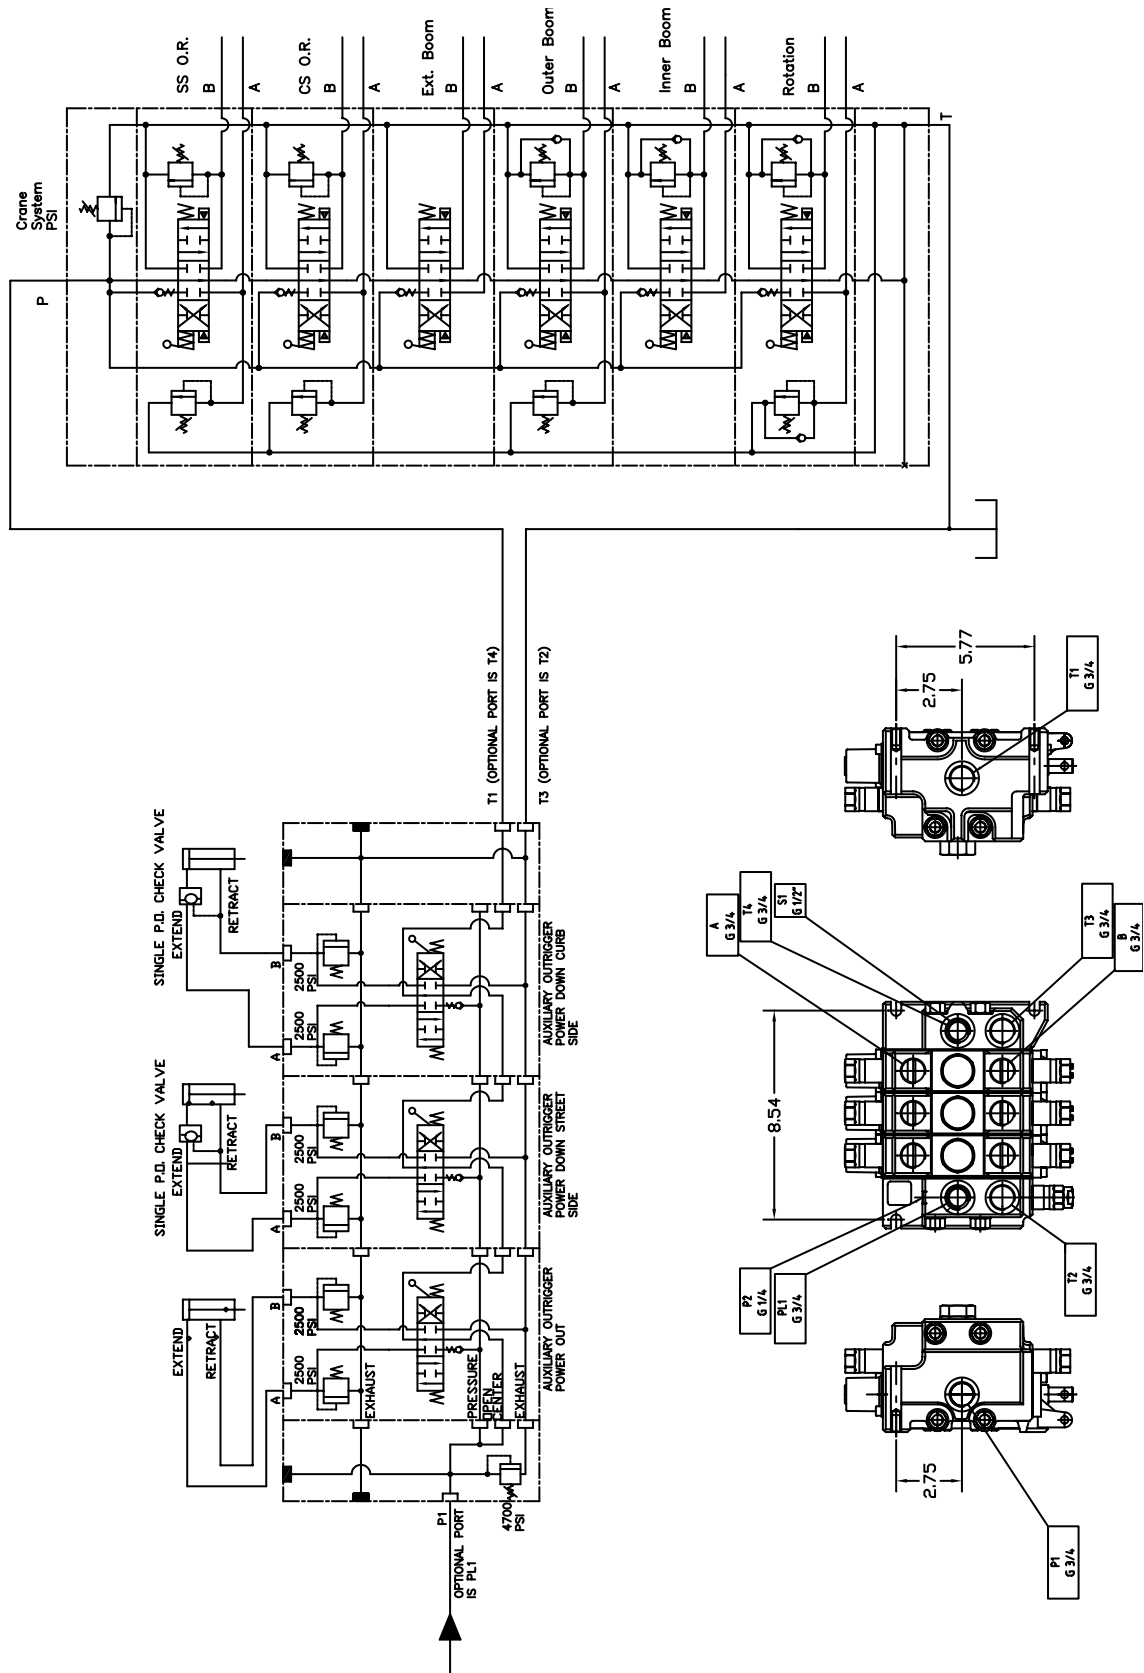 Crane
System
PSI
P
SS O.R.
B
A
CS O.R.
B
A
Ext. Boom
B
A
Outer Boom
B
A
Inner Boom
B
A
Rotation
B
A
T
T1 (OPTIONAL PORT IS T4)
T3 (OPTIONAL PORT IS T2)
SINGLE P.O. CHECK VALVE
EXTEND
RETRACT
SINGLE P.O. CHECK VALVE
EXTEND
RETRACT
EXTEND
RETRACT
A
2500
PSI
B
2500
PSI
A
2500
PSI
B
2500
PSI
A
2500
PSI
B
2500
PSI
EXHAUST
PRESSURE
OPEN
CENTER
EXHAUST
AUXILIARY OUTRIGGER
POWER OUT
AUXILIARY OUTRIGGER
POWER DOWN STREET
SIDE
AUXILIARY OUTRIGGER
POWER DOWN CURB
SIDE
P1
4700
PSI
OPTIONAL PORT
IS PL1
2.75
P1
G 3/4
P2
G 1/4
PL1
G 3/4
T2
G 3/4
8.54
A
G 3/4
T4
G 3/4
S1
G 1/2"
T3
G 3/4
B
G 3/4
2.75
5.77
T1
G 3/4